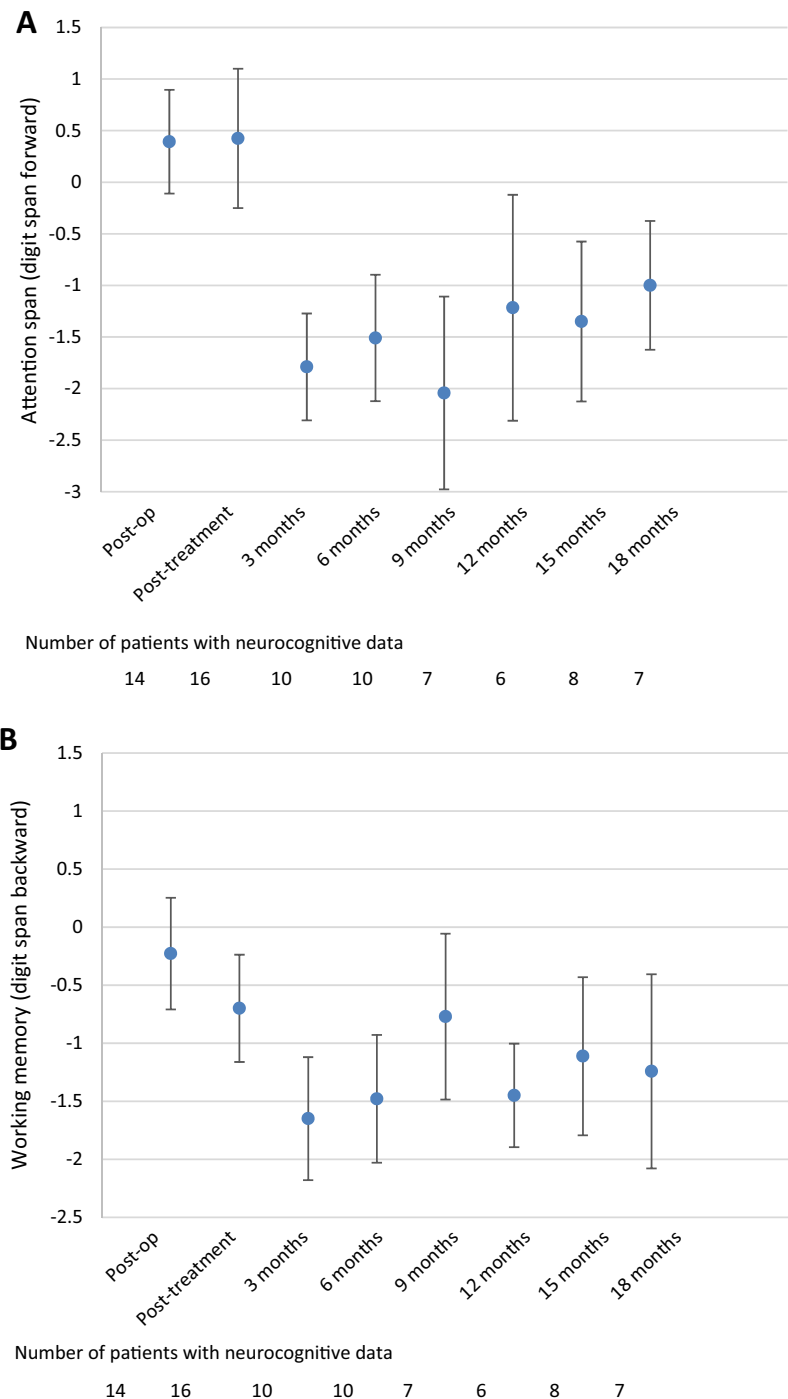 A
Attention span (digit span forward)
1.5
1
0.5
0
-0.5
-1
-1.5
-2
-2.5
-3
Post-op
Post-treatment
3 months
6 months
9 months
12 months
15 months
18 months
Number of patients with neurocognitive data
14 16 10 10 7 6 8 7
B
Working memory (digit span backward)
1.5
1
0.5
0
-0.5
-1
-1.5
-2
-2.5
Post-op
Post-treatment
3 months
6 months
9 months
12 months
15 months
18 months
Number of patients with neurocognitive data
14 16 10 10 7 6 8 7